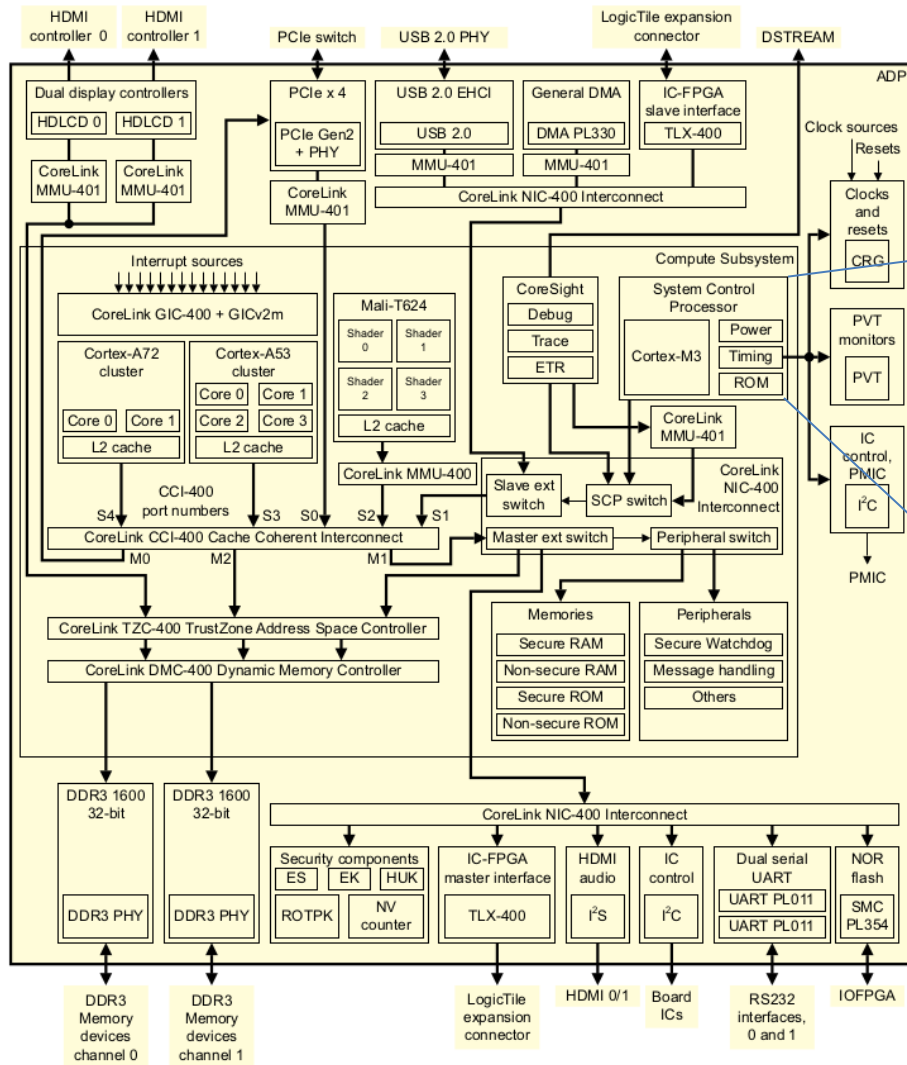 HDMI
controller 0
HDMI
controller 1
PCIe switch
USB 2.0 PHY
LogicTile expansion
connector
DSTREAM
ADP
Dual display controllers
HDLCD 0
HDLCD 1
CoreLink
MMU-401
CoreLink
MMU-401
PCIe x 4
PCIe Gen2
+ PHY
CoreLink
MMU-401
USB 2.0 EHCI
USB 2.0
MMU-401
General DMA
DMA PL330
MMU-401
IC-FPGA
slave interface
TLX-400
CoreLink NIC-400 Interconnect
Clock sources
Resets
Clocks
and
resets
CRG
PVT
monitors
PVT
IC
control,
PMIC
I²C
PMIC
Compute Subsystem
Interrupt sources
CoreLink GIC-400 + GICv2m
Cortex-A72
cluster
Core 0
Core 1
L2 cache
Cortex-A53
cluster
Core 0
Core 1
Core 2
Core 3
L2 cache
Mali-T624
Shader
0
Shader
1
Shader
2
Shader
3
L2 cache
CoreLink MMU-400
CoreSight
Debug
Trace
ETR
System Control
Processor
Cortex-M3
Power
Timing
ROM
CoreLink
MMU-401
CoreLink
NIC-400
Interconnect
Slave ext
switch
SCP switch
Master ext switch
Peripheral switch
CCI-400
port numbers
S4
S3
S0
S2
S1
CoreLink CCI-400 Cache Coherent Interconnect
M0
M2
M1
CoreLink TZC-400 TrustZone Address Space Controller
CoreLink DMC-400 Dynamic Memory Controller
Memories
Secure RAM
Non-secure RAM
Secure ROM
Non-secure ROM
Peripherals
Secure Watchdog
Message handling
Others
DDR3 1600
32-bit
DDR3 PHY
DDR3 1600
32-bit
DDR3 PHY
CoreLink NIC-400 Interconnect
Security components
ES
EK
HUK
ROTPK
NV
counter
IC-FPGA
master interface
TLX-400
HDMI
audio
I²S
IC
control
I²C
Dual serial
UART
UART PL011
UART PL011
NOR
flash
SMC
PL354
DDR3
Memory
devices
channel 0
DDR3
Memory
devices
channel 1
LogicTile
expansion
connector
HDMI 0/1
Board
ICs
RS232
interfaces,
0 and 1
IOFPGA